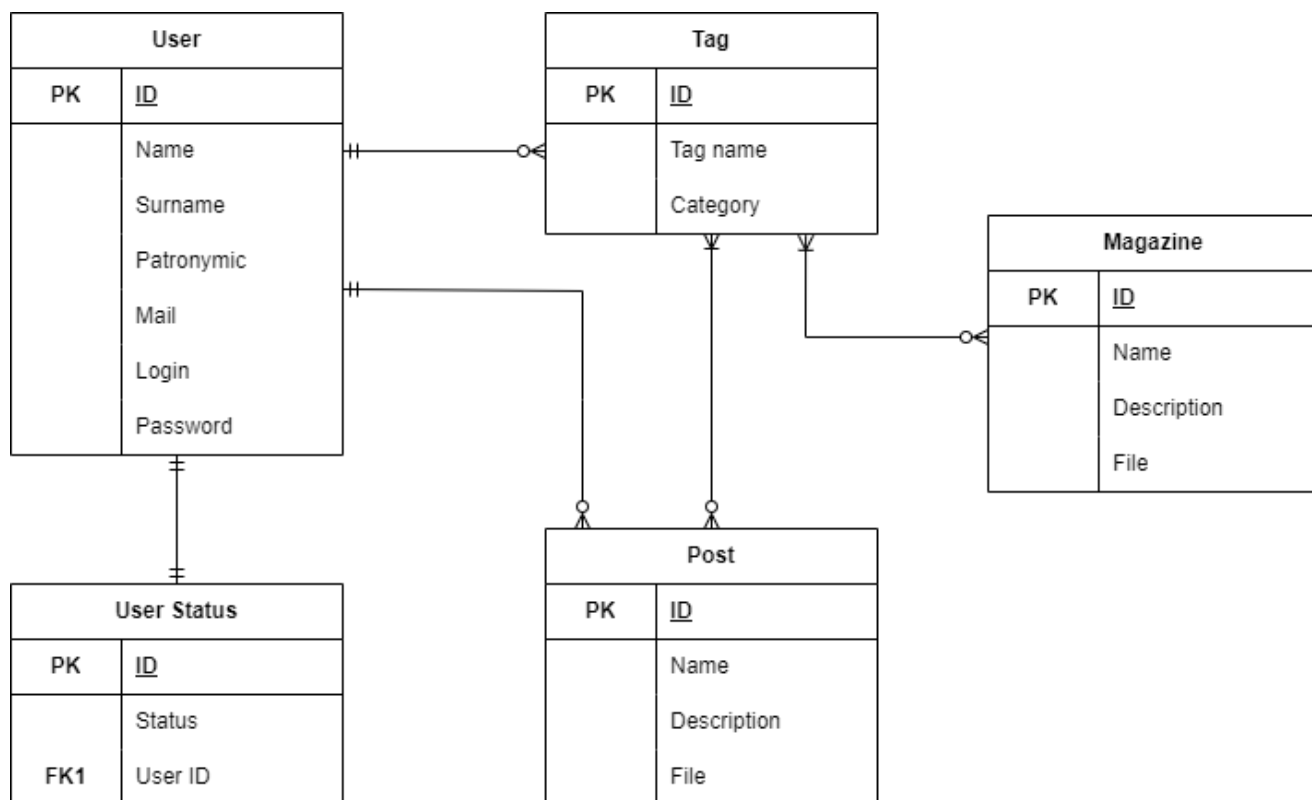 User
PK ID
Name
Surname
Patronymic
Mail
Login
Password
Tag
PK ID
Tag name
Category
Magazine
PK ID
Name
Description
File
User Status
PK ID
Status
FK1 User ID
Post
PK ID
Name
Description
File